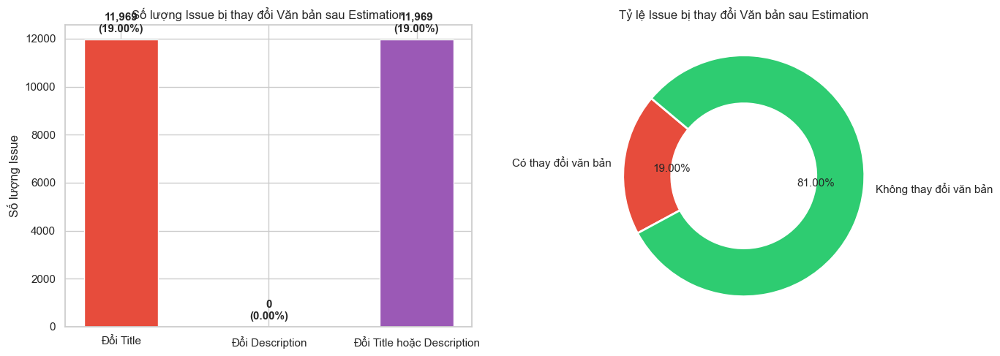 Số lượng Issue bị thay đổi Văn bản sau Estimation
11,969
(19.00%)
11,969
(19.00%)
12000
10000
8000
6000
4000
2000
0
Số lượng Issue
0
(0.00%)
Đổi Title
Đổi Description
Đổi Title hoặc Description
Tỷ lệ Issue bị thay đổi Văn bản sau Estimation
Có thay đổi văn bản
19.00%
81.00%
Không thay đổi văn bản